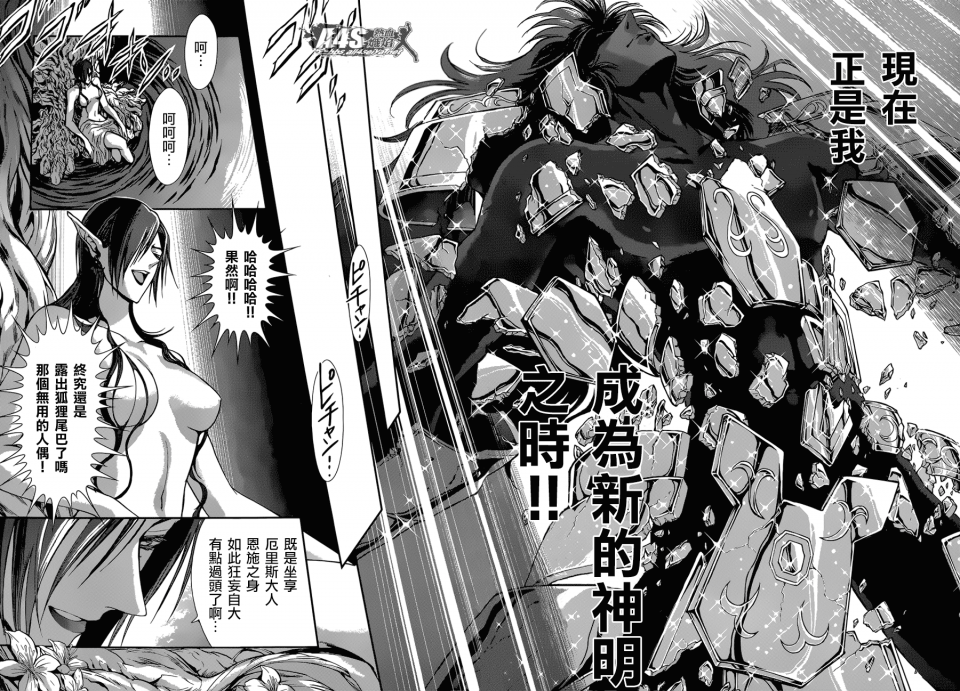 現在
正是我
成為新的神明
之時!!
呵…
呵呵呵…
哈哈哈哈!!
果然啊!!
終究還是
露出狐狸尾巴了嗎
那個無用的人偶!
既是坐享
厄里斯大人
恩施之身
如此狂妄自大
有點過頭了啊…
ピチャ…
ピチャン…
A4S